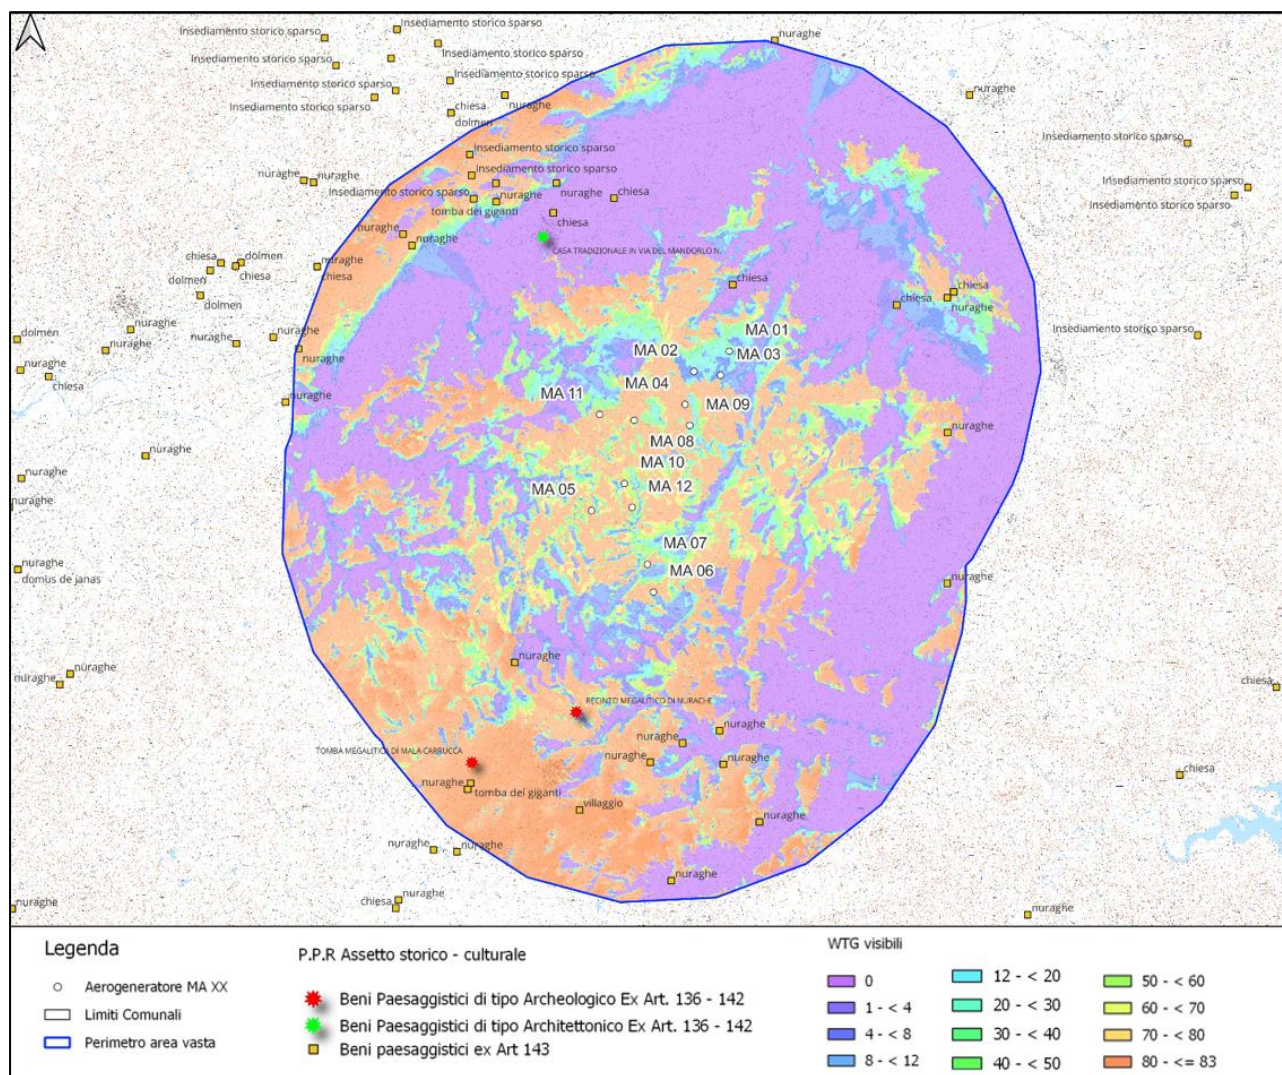 Insediamento storico sparso
Insediamento storico sparso
Insediamento storico sparso
nuraghe
Insediamento storico sparso
Insediamento storico sparso
Insediamento storico sparso
Insediamento storico sparso
nuraghe
nuraghe
chiesa
dolmen
Insediamento storico sparso
Insediamento storico sparso
Insediamento storico sparso
nuraghe
nuraghe
Insediamento storico sparso
Insediamento storico sparso
nuraghe
nuraghe
chiesa
Insediamento storico sparso
tomba dei giganti
chiesa
nuraghe
nuraghe
CASA TRADIZIONALE IN VIA DEL MANDORLO N.
chiesa
dolmen
nuraghe
dolmen
chiesa
chiesa
chiesa
chiesa
dolmen
chiesa
nuraghe
nuraghe
MA 01
Insediamento storico sparso
dolmen
nuraghe
nuraghe
nuraghe
MA 02
MA 03
nuraghe
nuraghe
nuraghe
chiesa
MA 04
MA 11
nuraghe
MA 09
nuraghe
MA 08
nuraghe
MA 10
nuraghe
MA 05
MA 12
nuraghe
MA 07
nuraghe
MA 06
domus de janas
nuraghe
nuraghe
nuraghe
nuraghe
chiesa
RECINTO MEGALITICO DI NURACHE
nuraghe
nuraghe
TOMBA MEGALITICA DI MALA CARRUCCA
nuraghe
nuraghe
chiesa
nuraghe
tomba dei giganti
villaggio
nuraghe
nuraghe
nuraghe
nuraghe
nuraghe
chiesa
nuraghe
nuraghe
Legenda
Aerogeneratore MA XX
Limiti Comunali
Perimetro area vasta
P.P.R Assetto storico - culturale
Beni Paesaggistici di tipo Archeologico Ex Art. 136 - 142
Beni Paesaggistici di tipo Architettonico Ex Art. 136 - 142
Beni paesaggistici ex Art 143
WTG visibili
0
1 - < 4
4 - < 8
8 - < 12
12 - < 20
20 - < 30
30 - < 40
40 - < 50
50 - < 60
60 - < 70
70 - < 80
80 - <= 83